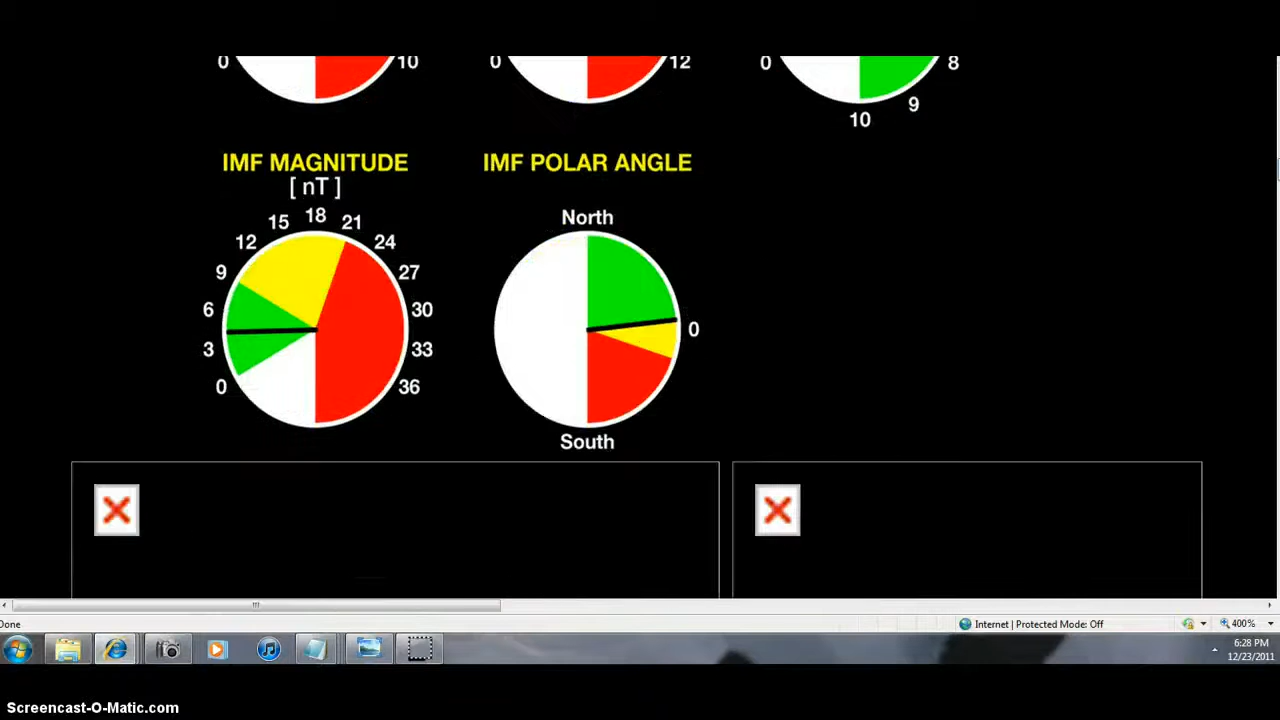 0 10 0 12 0 8
9
10
IMF MAGNITUDE
[ nT ]
0
3
6
9
12
15
18
21
24
27
30
33
36
IMF POLAR ANGLE
North
0
South
Done
Internet | Protected Mode: Off
400%
6:28 PM
12/23/2011
Screencast-O-Matic.com